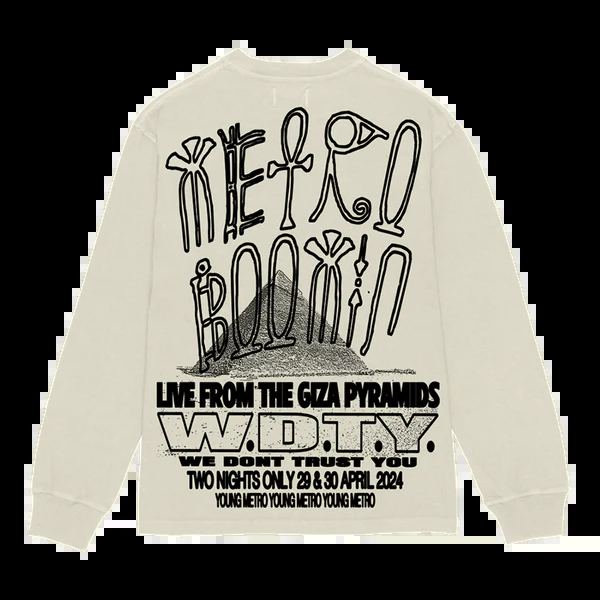 METRO
BOOMIN
LIVE FROM THE GIZA PYRAMIDS
W.D.T.Y.
WE DONT TRUST YOU
TWO NIGHTS ONLY 29 & 30 APRIL 2024
YOUNG METRO YOUNG METRO YOUNG METRO